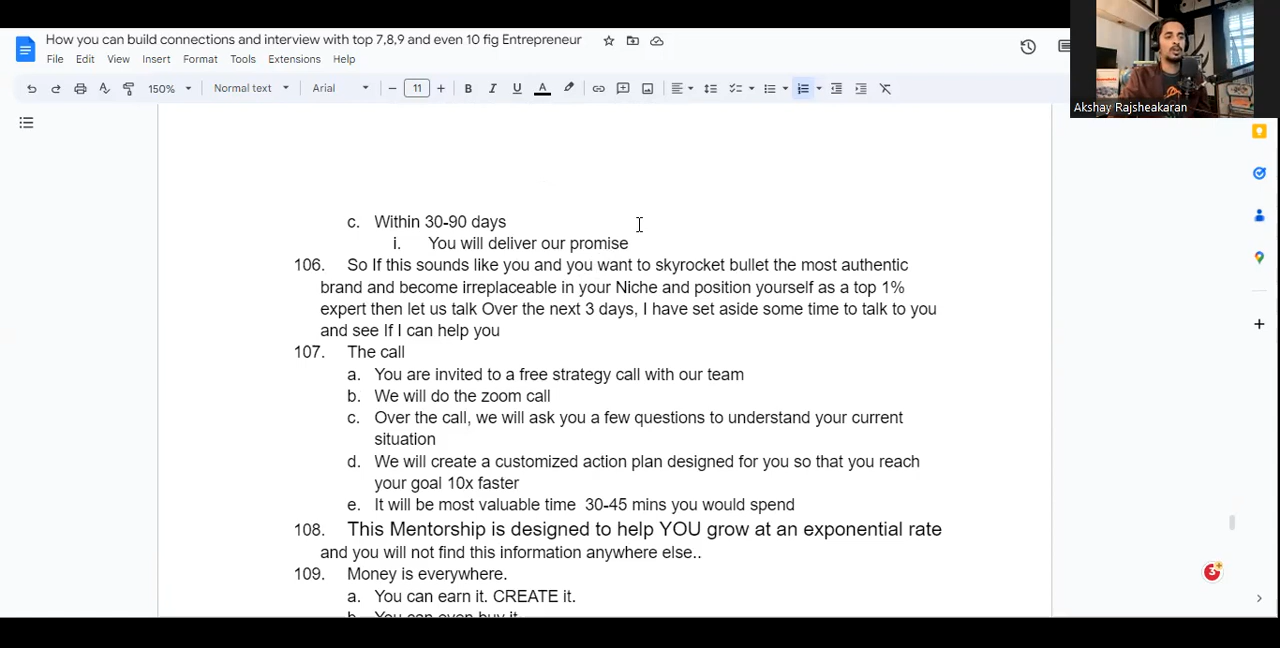 How you can build connections and interview with top 7,8,9 and even 10 fig Entrepreneur
File Edit View Insert Format Tools Extensions Help
150% Normal text Arial 11 B I U A
Akshay Rajsheakaran
c. Within 30-90 days
i. You will deliver our promise
106. So If this sounds like you and you want to skyrocket bullet the most authentic
brand and become irreplaceable in your Niche and position yourself as a top 1%
expert then let us talk Over the next 3 days, I have set aside some time to talk to you
and see If I can help you
107. The call
a. You are invited to a free strategy call with our team
b. We will do the zoom call
c. Over the call, we will ask you a few questions to understand your current
situation
d. We will create a customized action plan designed for you so that you reach
your goal 10x faster
e. It will be most valuable time 30-45 mins you would spend
108. This Mentorship is designed to help YOU grow at an exponential rate
and you will not find this information anywhere else..
109. Money is everywhere.
a. You can earn it. CREATE it.
b. You can even buy it
3